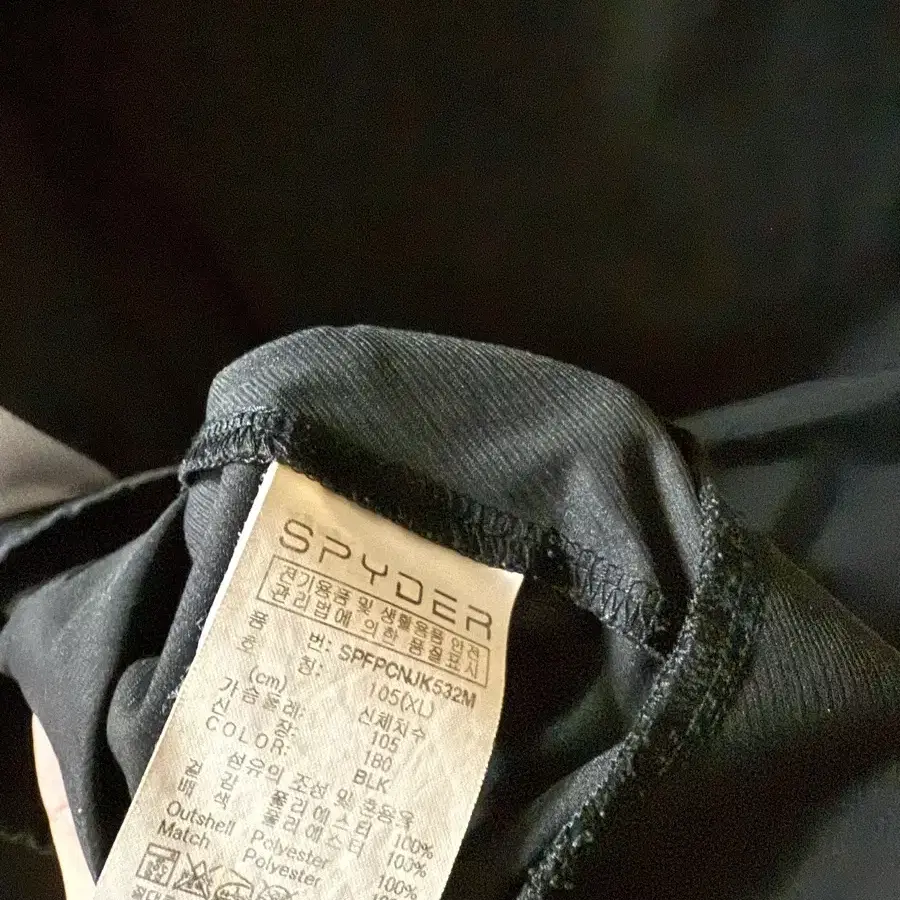 SPYDER
전기용품 및 생활용품 안전
관리법에 의한 품질표시
품 번: SPFPCNJK532M
호 칭: 105(XL)
(cm) 신체치수
가슴둘레: 105
신 장: 180
COLOR: BLK
섬유의 조성 및 혼용율
겉 감 폴리에스터 100%
배 색 폴리에스터 100%
Outshell Polyester 100%
Match Polyester